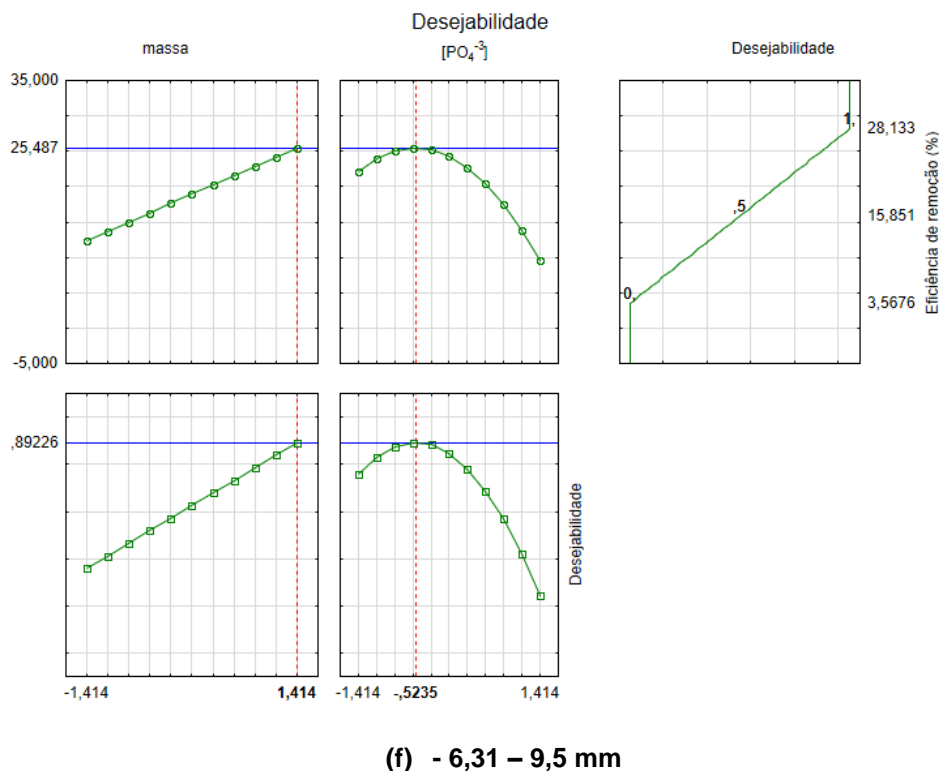 Desejabilidade
massa
[PO₄⁻³]
Desejabilidade
35,000
25,487
-5,000
1,
,5
0,
28,133
15,851
3,5676
Eficiência de remoção (%)
,89226
Desejabilidade
-1,414
1,414
-1,414
-,5235
1,414
(f) - 6,31 – 9,5 mm